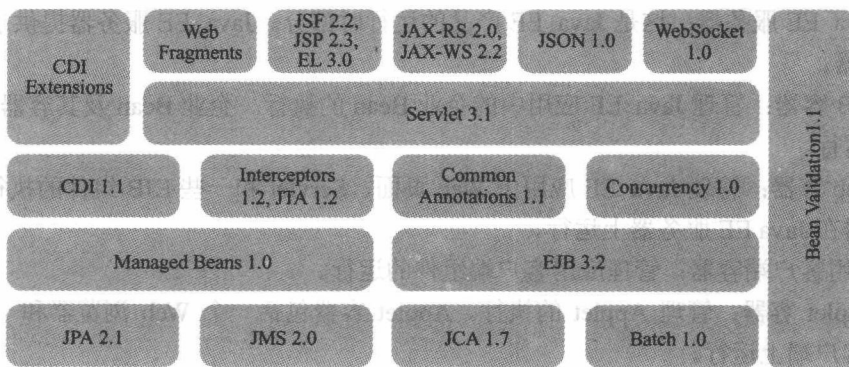 CDI
Extensions
Web
Fragments
JSF 2.2,
JSP 2.3,
EL 3.0
JAX-RS 2.0,
JAX-WS 2.2
JSON 1.0
WebSocket
1.0
Servlet 3.1
CDI 1.1
Interceptors
1.2, JTA 1.2
Common
Annotations 1.1
Concurrency 1.0
Managed Beans 1.0
EJB 3.2
JPA 2.1
JMS 2.0
JCA 1.7
Batch 1.0
Bean Validation1.1